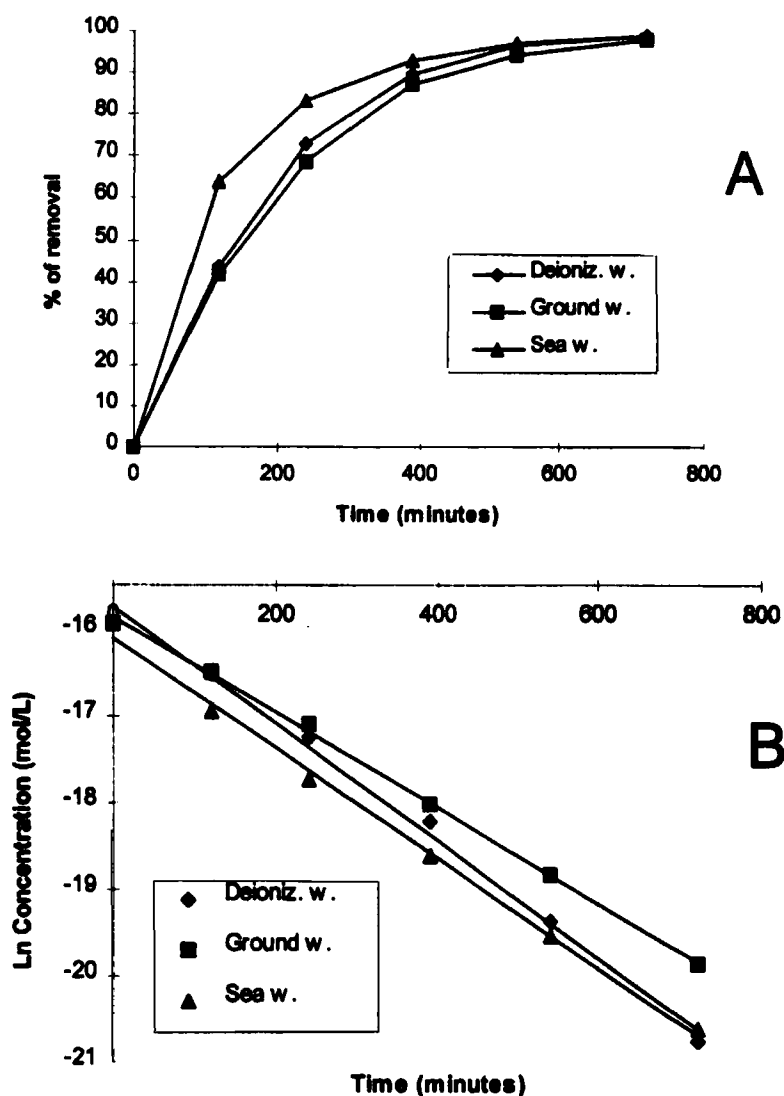 100
90
80
70
60
50
40
30
20
10
0
% of removal
0 200 400 600 800
Time (minutes)
Deioniz. w.
Ground w.
Sea w.
A
0 200 400 600 800
-16
-17
-18
-19
-20
-21
Ln Concentration (mol/L)
Deioniz. w.
Ground w.
Sea w.
B
Time (minutes)